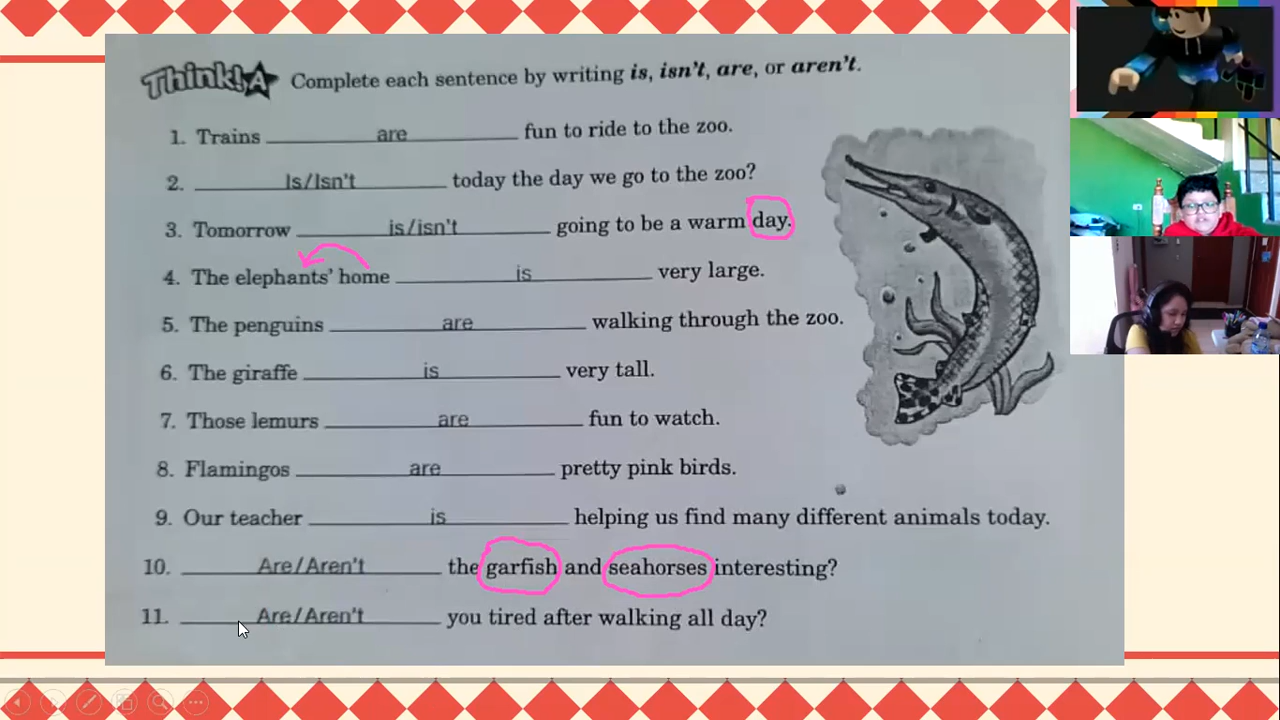 Think! A Complete each sentence by writing is, isn't, are, or aren't.
1. Trains are fun to ride to the zoo.
2. Is/Isn't today the day we go to the zoo?
3. Tomorrow is/isn't going to be a warm day.
4. The elephants' home is very large.
5. The penguins are walking through the zoo.
6. The giraffe is very tall.
7. Those lemurs are fun to watch.
8. Flamingos are pretty pink birds.
9. Our teacher is helping us find many different animals today.
10. Are/Aren't the garfish and seahorses interesting?
11. Are/Aren't you tired after walking all day?